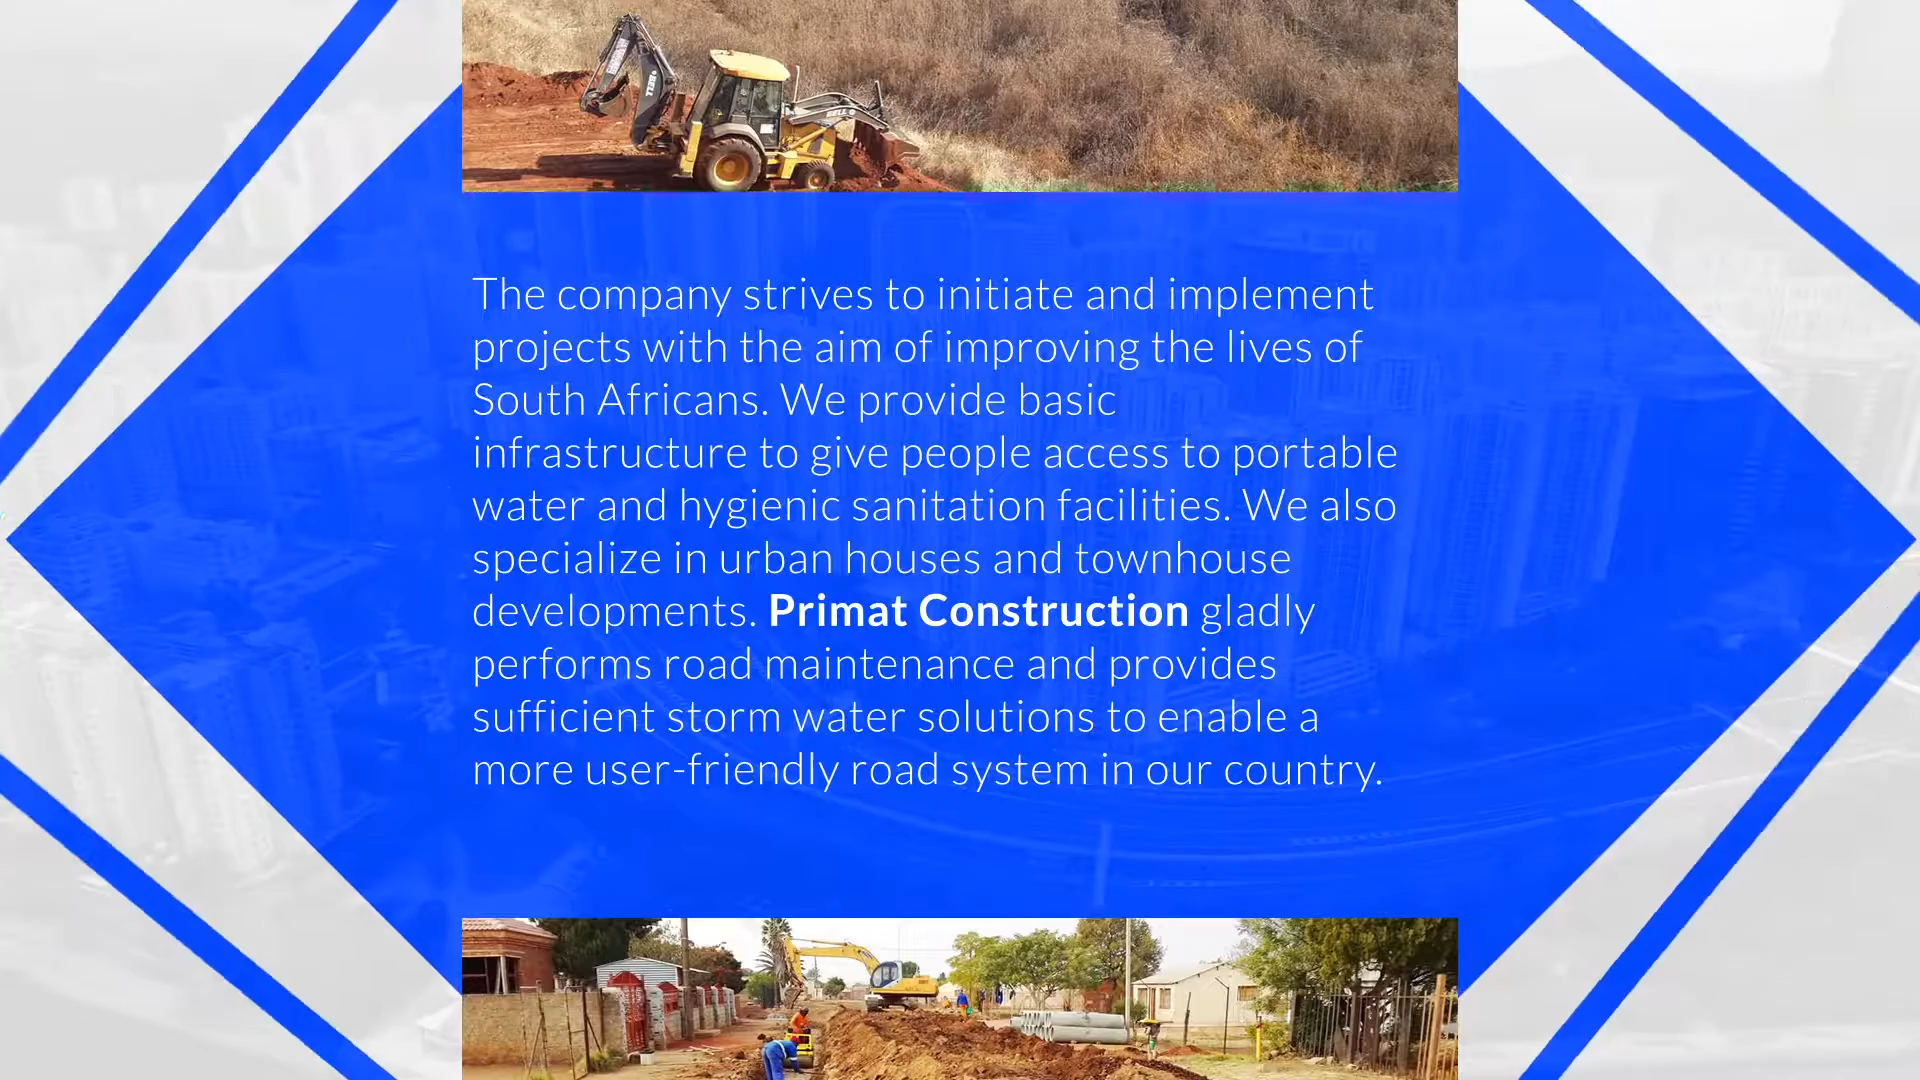 BELL
BELL
The company strives to initiate and implement
projects with the aim of improving the lives of
South Africans. We provide basic
infrastructure to give people access to portable
water and hygienic sanitation facilities. We also
specialize in urban houses and townhouse
developments. Primat Construction gladly
performs road maintenance and provides
sufficient storm water solutions to enable a
more user-friendly road system in our country.